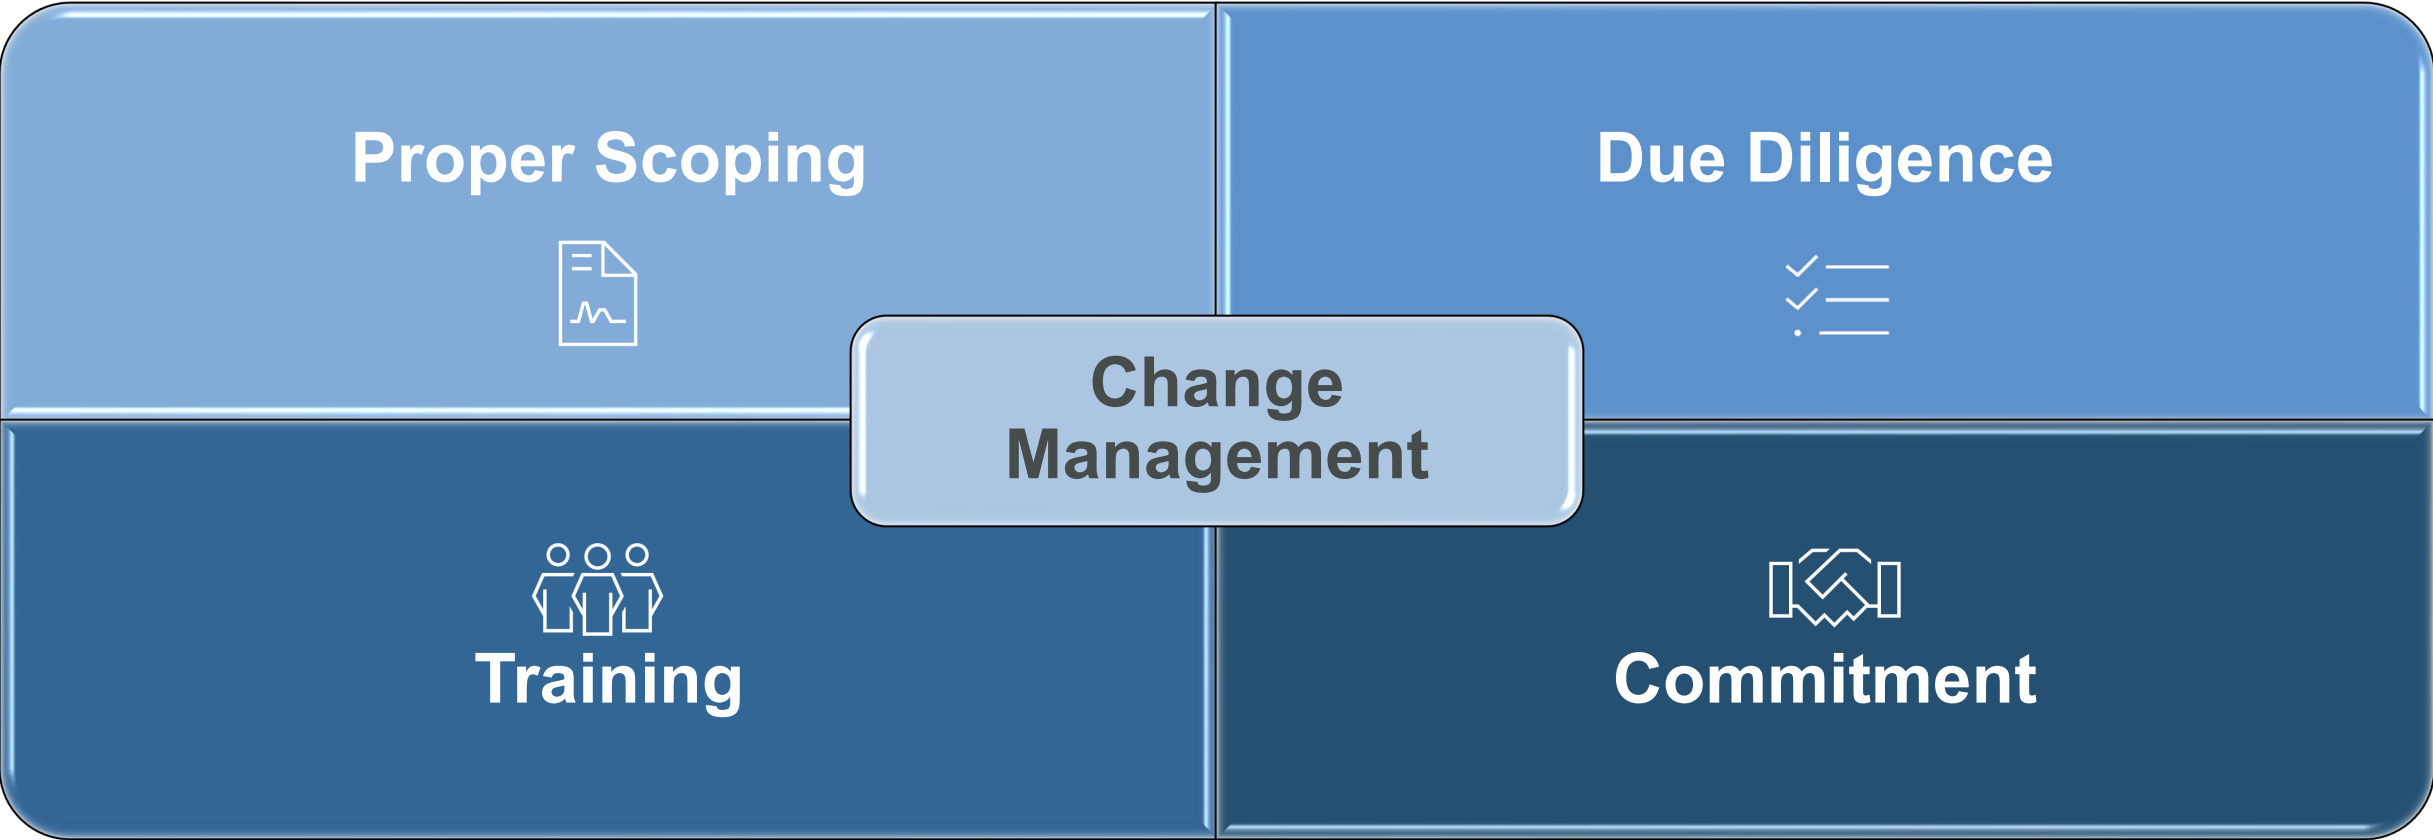 Proper Scoping
Due Diligence
Change
Management
Training
Commitment